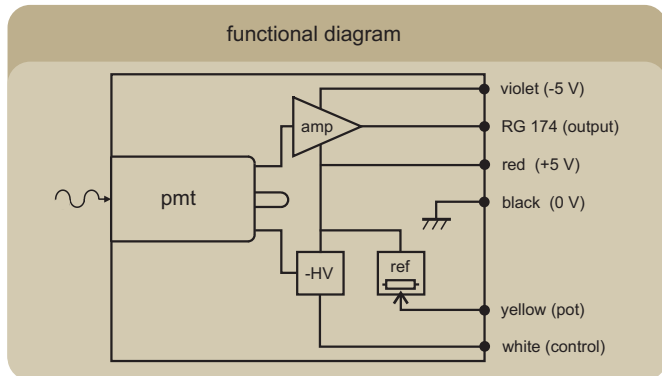 functional diagram
violet (-5 V)
amp
RG 174 (output)
red (+5 V)
pmt
black (0 V)
-HV
ref
yellow (pot)
white (control)